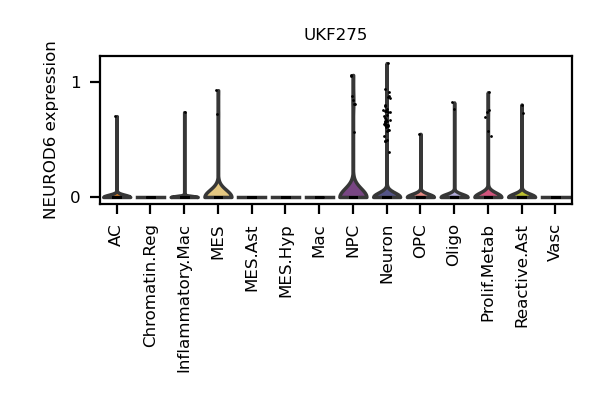 UKF275
NEUROD6 expression
1
0
AC
Chromatin.Reg
Inflammatory.Mac
MES
MES.Ast
MES.Hyp
Mac
NPC
Neuron
OPC
Oligo
Prolif.Metab
Reactive.Ast
Vasc